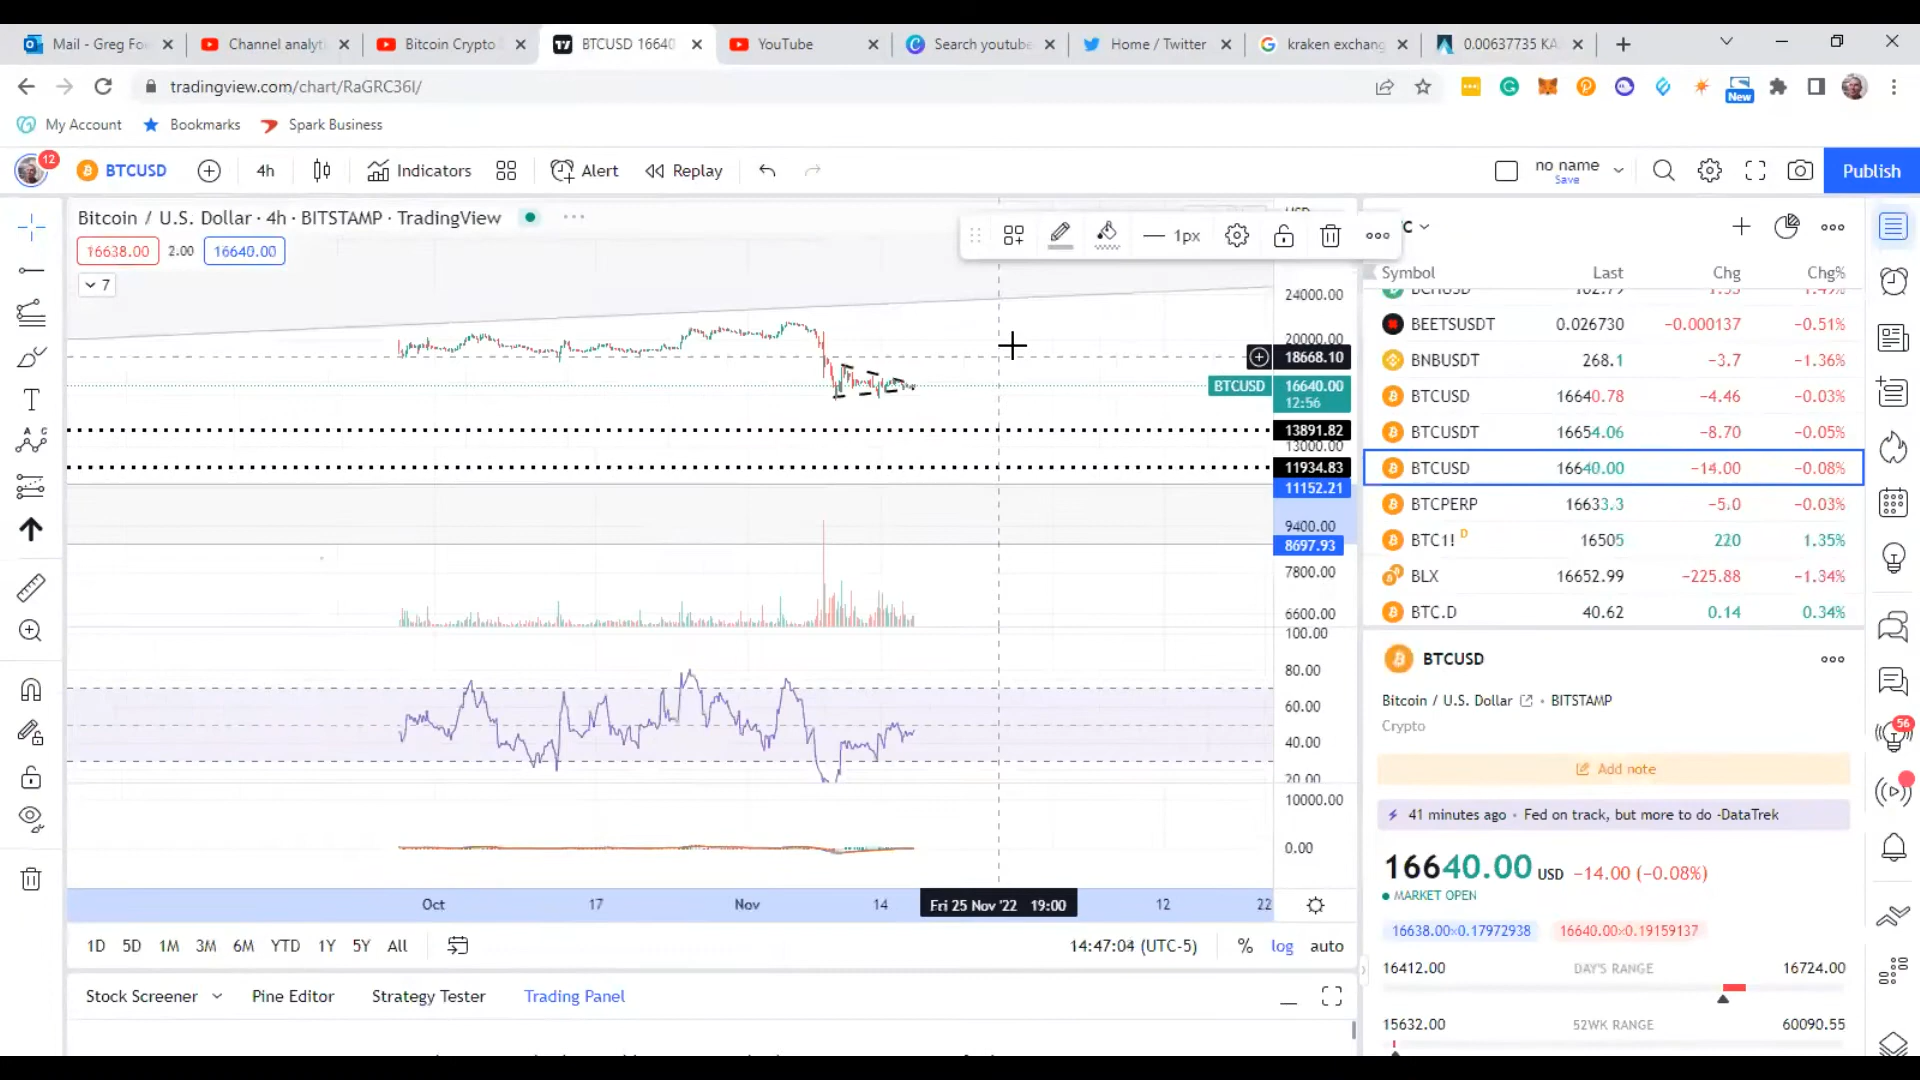 Mail - Greg Fo
Channel analyti
Bitcoin Crypto
BTCUSD 16640
YouTube
Search youtube
Home / Twitter
kraken exchang
0.00637735 KA
tradingview.com/chart/RaGRC36I/
New
My Account
Bookmarks
Spark Business
12
BTCUSD
4h
Indicators
Alert
Replay
no name
Save
Publish
Bitcoin / U.S. Dollar · 4h · BITSTAMP · TradingView
16638.00
2.00
16640.00
7
1px
24000.00
20000.00
18668.10
BTCUSD
16640.00
12:56
13891.82
13000.00
11934.83
11152.21
9400.00
8697.93
7800.00
6600.00
100.00
80.00
60.00
40.00
20.00
10000.00
0.00
Oct
17
Nov
14
Fri 25 Nov '22 19:00
12
22
1D 5D 1M 3M 6M YTD 1Y 5Y All
14:47:04 (UTC-5)
% log auto
Stock Screener
Pine Editor
Strategy Tester
Trading Panel
Symbol Last Chg Chg%
BEETSUSDT 0.026730 −0.000137 −0.51%
BNBUSDT 268.1 −3.7 −1.36%
BTCUSD 16640.78 −4.46 −0.03%
BTCUSDT 16654.06 −8.70 −0.05%
BTCUSD 16640.00 −14.00 −0.08%
BTCPERP 16633.3 −5.0 −0.03%
BTC1! D 16505 220 1.35%
BLX 16652.99 −225.88 −1.34%
BTC.D 40.62 0.14 0.34%
BTCUSD
Bitcoin / U.S. Dollar · BITSTAMP
Crypto
Add note
41 minutes ago · Fed on track, but more to do -DataTrek
16640.00 USD −14.00 (−0.08%)
MARKET OPEN
16638.00×0.17972938
16640.00×0.19159137
16412.00 DAY'S RANGE 16724.00
15632.00 52WK RANGE 60090.55
56